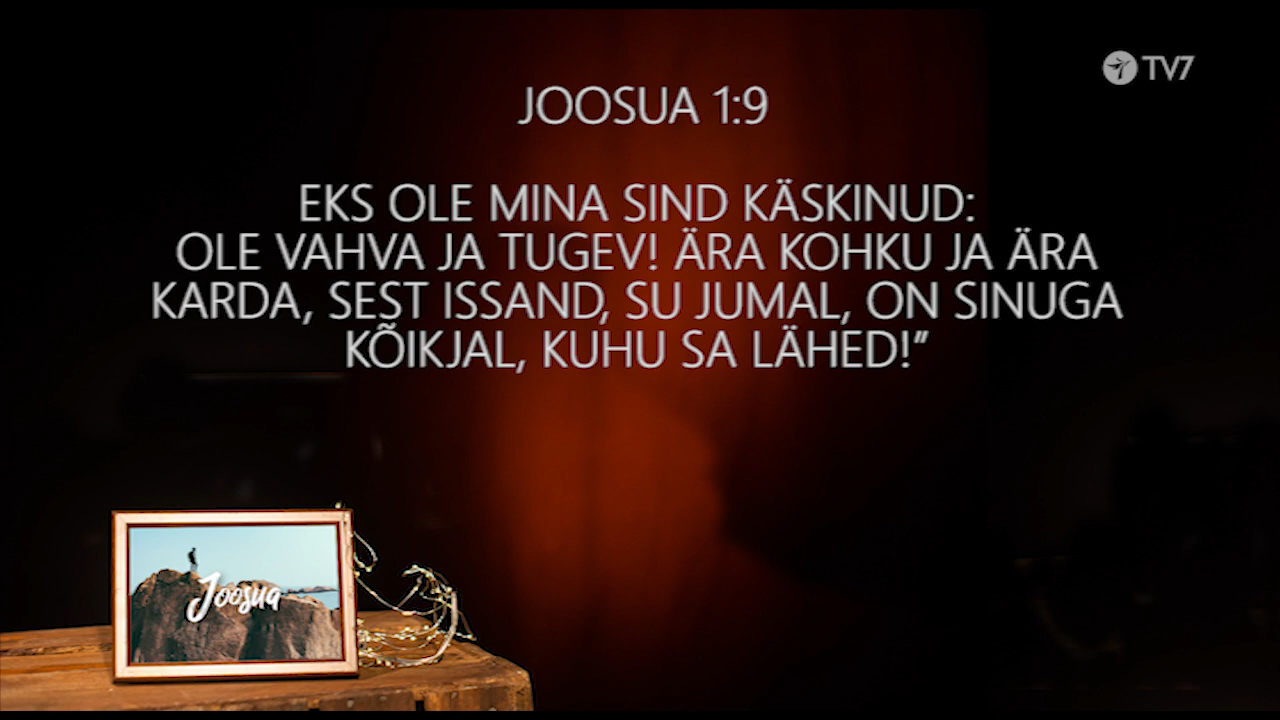 TV7
JOOSUA 1:9
EKS OLE MINA SIND KÄSKINUD:
OLE VAHVA JA TUGEV! ÄRA KOHKU JA ÄRA
KARDA, SEST ISSAND, SU JUMAL, ON SINUGA
KÕIKJAL, KUHU SA LÄHED!”
Joosua